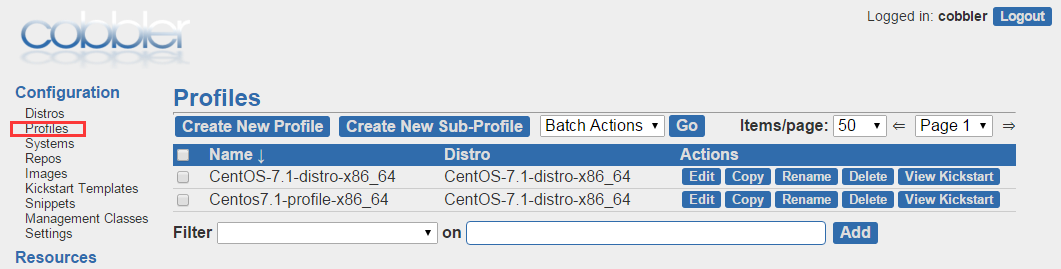 Logged in: cobbler Logout
cobbler
Configuration
Distros
Profiles
Systems
Repos
Images
Kickstart Templates
Snippets
Management Classes
Settings
Resources
Profiles
Create New Profile Create New Sub-Profile Batch Actions Go Items/page: 50 ⇐ Page 1 ⇒
Name ↓ Distro Actions
CentOS-7.1-distro-x86_64 CentOS-7.1-distro-x86_64 Edit Copy Rename Delete View Kickstart
Centos7.1-profile-x86_64 CentOS-7.1-distro-x86_64 Edit Copy Rename Delete View Kickstart
Filter on Add